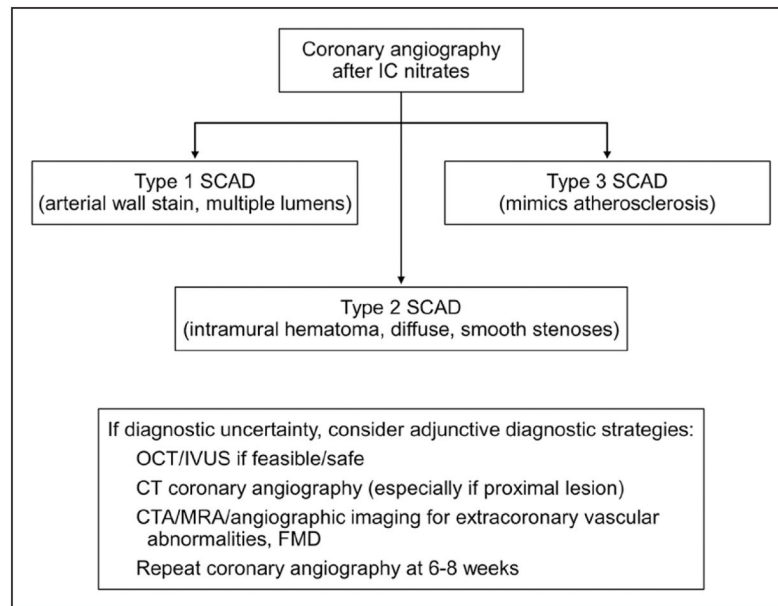 Coronary angiography
after IC nitrates
Type 1 SCAD
(arterial wall stain, multiple lumens)
Type 3 SCAD
(mimics atherosclerosis)
Type 2 SCAD
(intramural hematoma, diffuse, smooth stenoses)
If diagnostic uncertainty, consider adjunctive diagnostic strategies:
OCT/IVUS if feasible/safe
CT coronary angiography (especially if proximal lesion)
CTA/MRA/angiographic imaging for extracoronary vascular
abnormalities, FMD
Repeat coronary angiography at 6-8 weeks